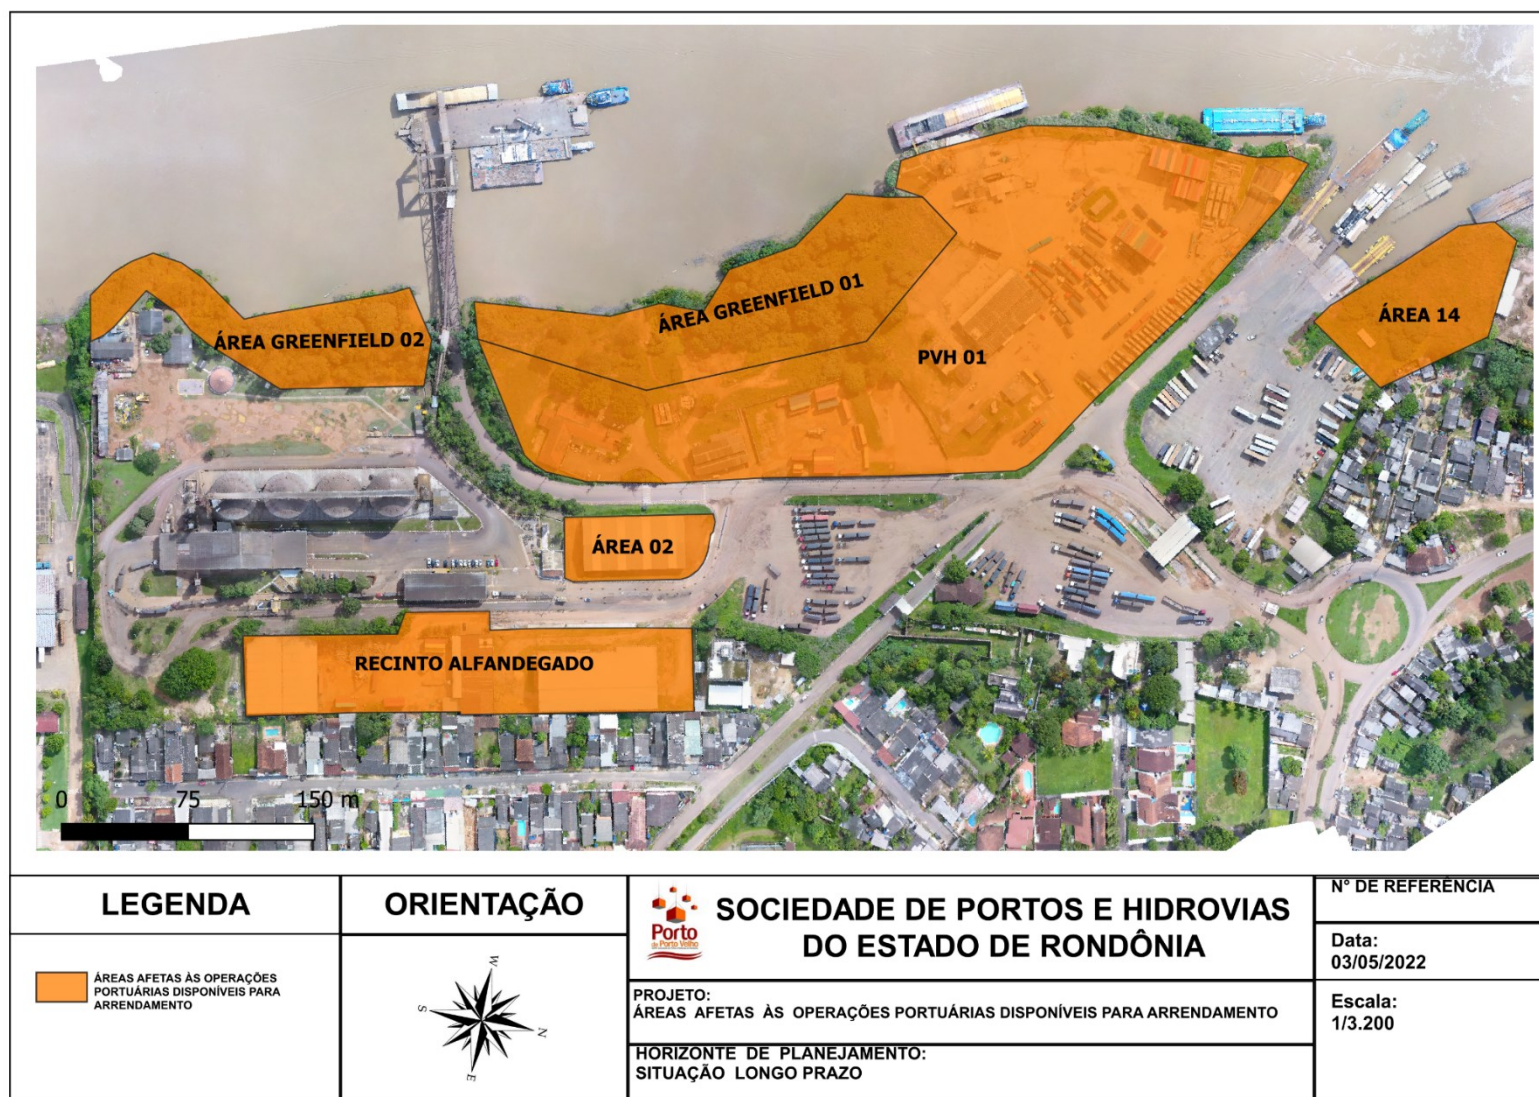 ÁREA GREENFIELD 01
ÁREA GREENFIELD 02
ÁREA 14
PVH 01
ÁREA 02
RECINTO ALFANDEGADO
0 75 150 m
LEGENDA
ÁREAS AFETAS ÀS OPERAÇÕES
PORTUÁRIAS DISPONÍVEIS PARA
ARRENDAMENTO
ORIENTAÇÃO
W
S
N
E
Porto
de Porto Velho
SOCIEDADE DE PORTOS E HIDROVIAS
DO ESTADO DE RONDÔNIA
PROJETO:
ÁREAS AFETAS ÀS OPERAÇÕES PORTUÁRIAS DISPONÍVEIS PARA ARRENDAMENTO
HORIZONTE DE PLANEJAMENTO:
SITUAÇÃO LONGO PRAZO
N° DE REFERÊNCIA
Data:
03/05/2022
Escala:
1/3.200